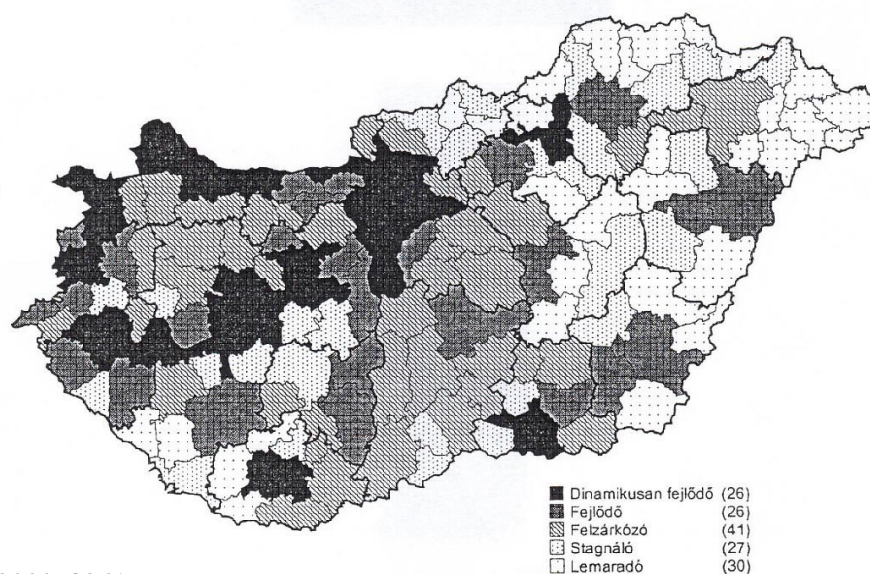 Dinamikusan fejlődő (26)
Fejlődő (26)
Felzárkózó (41)
Stagnáló (27)
Lemaradó (30)